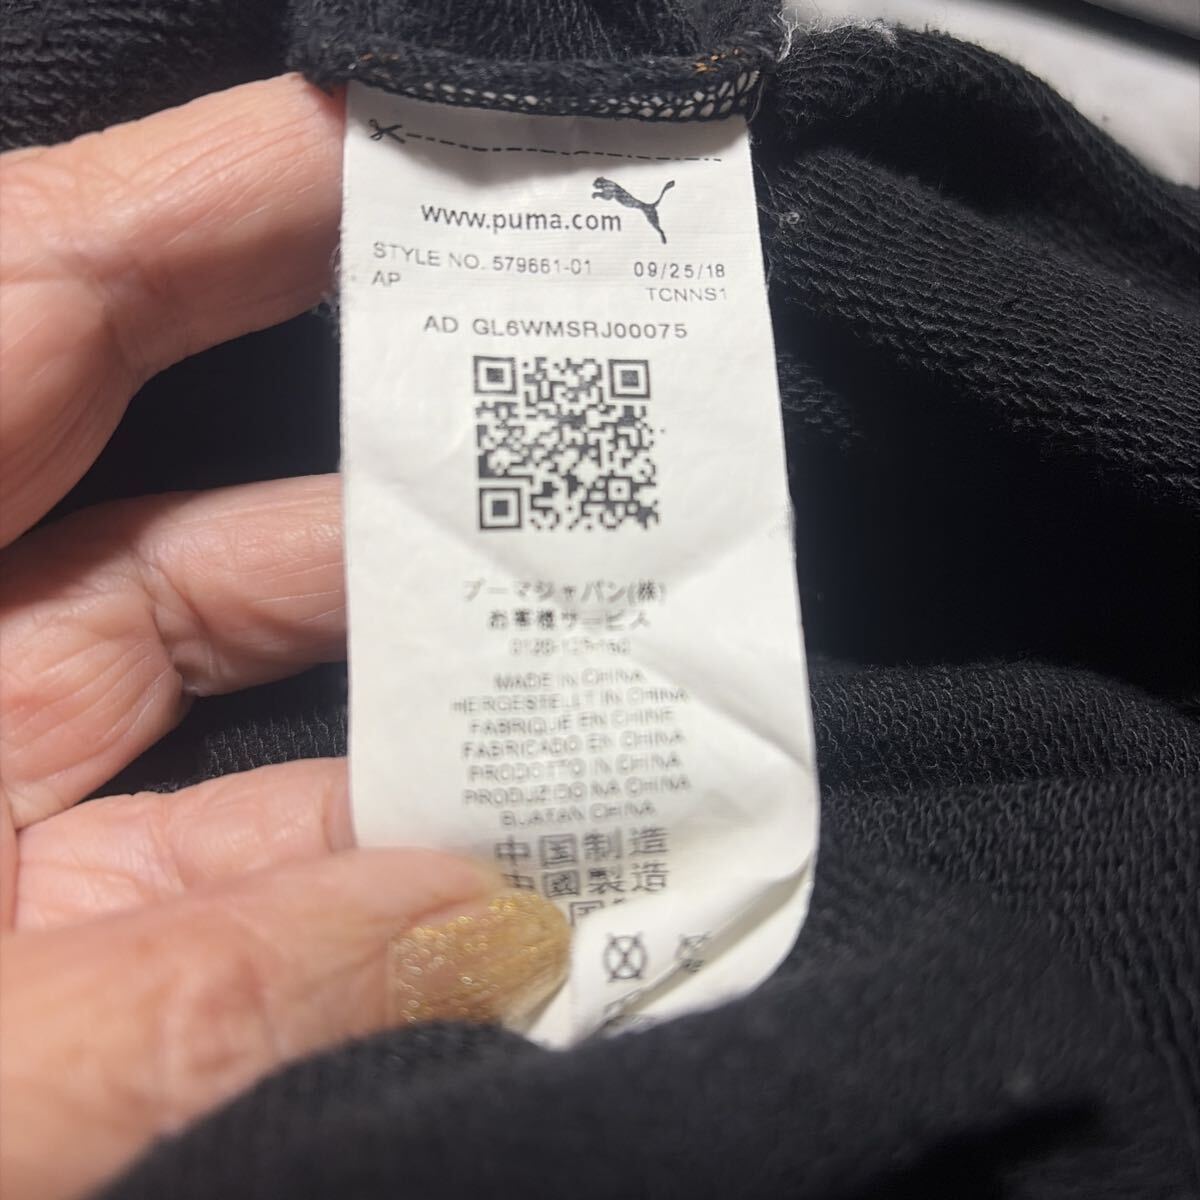 www.puma.com
STYLE NO. 579661-01 09/25/18
AP TCNNS1
AD GL6WMSRJ00075
プーマジャパン(株)
お客様サービス
MADE IN CHINA
HERGESTELLT IN CHINA
FABRIQUE EN CHINE
FABRICADO EN CHINA
PRODOTTO IN CHINA
PRODUZIDO NA CHINA
BUATAN CHINA
中国制造
中國製造